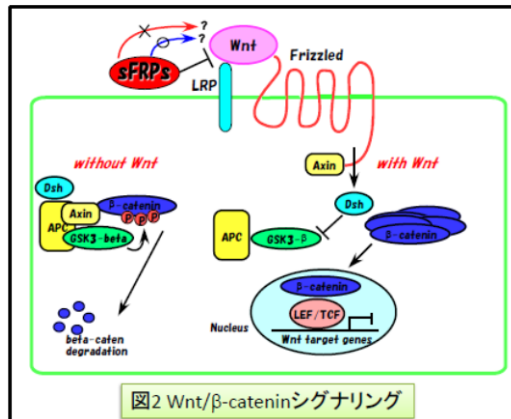 ?
?
Wnt
sFRPs
Frizzled
LRP
without Wnt
with Wnt
Axin
Dsh
β-catenin
Axin
P P P
APC
GSK3-beta
Dsh
APC
GSK3-β
β-catenin
β-catenin
LEF/TCF
Nucleus
Wnt target genes
beta-caten
degradation
図2 Wnt/β-cateninシグナリング